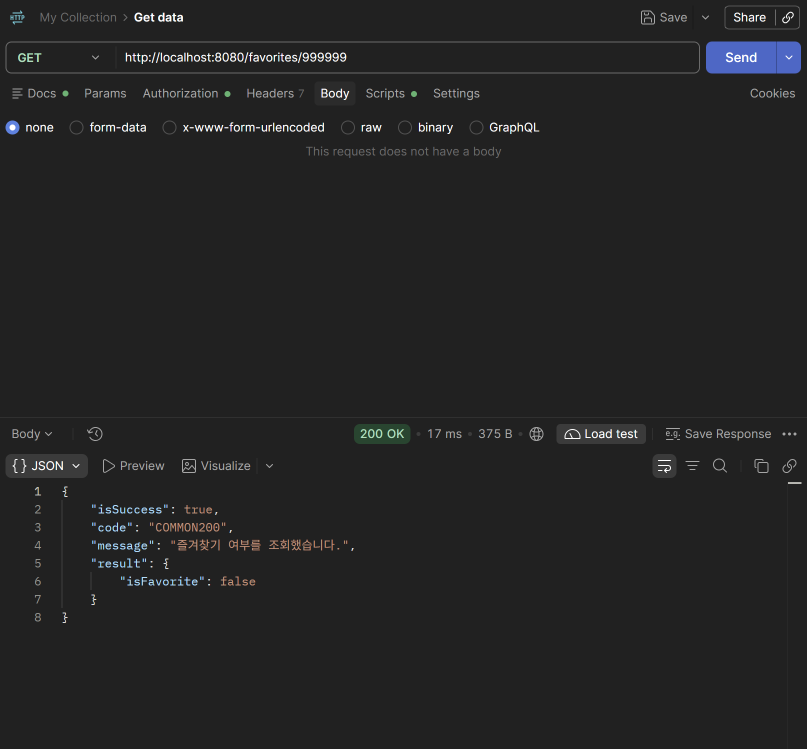 HTTP My Collection > Get data Save Share
GET http://localhost:8080/favorites/999999 Send
Docs Params Authorization Headers 7 Body Scripts Settings Cookies
none form-data x-www-form-urlencoded raw binary GraphQL
This request does not have a body
Body 200 OK • 17 ms • 375 B • Load test e.g. Save Response
{} JSON Preview Visualize
1 {
2 "isSuccess": true,
3 "code": "COMMON200",
4 "message": "즐겨찾기 여부를 조회했습니다.",
5 "result": {
6 "isFavorite": false
7 }
8 }